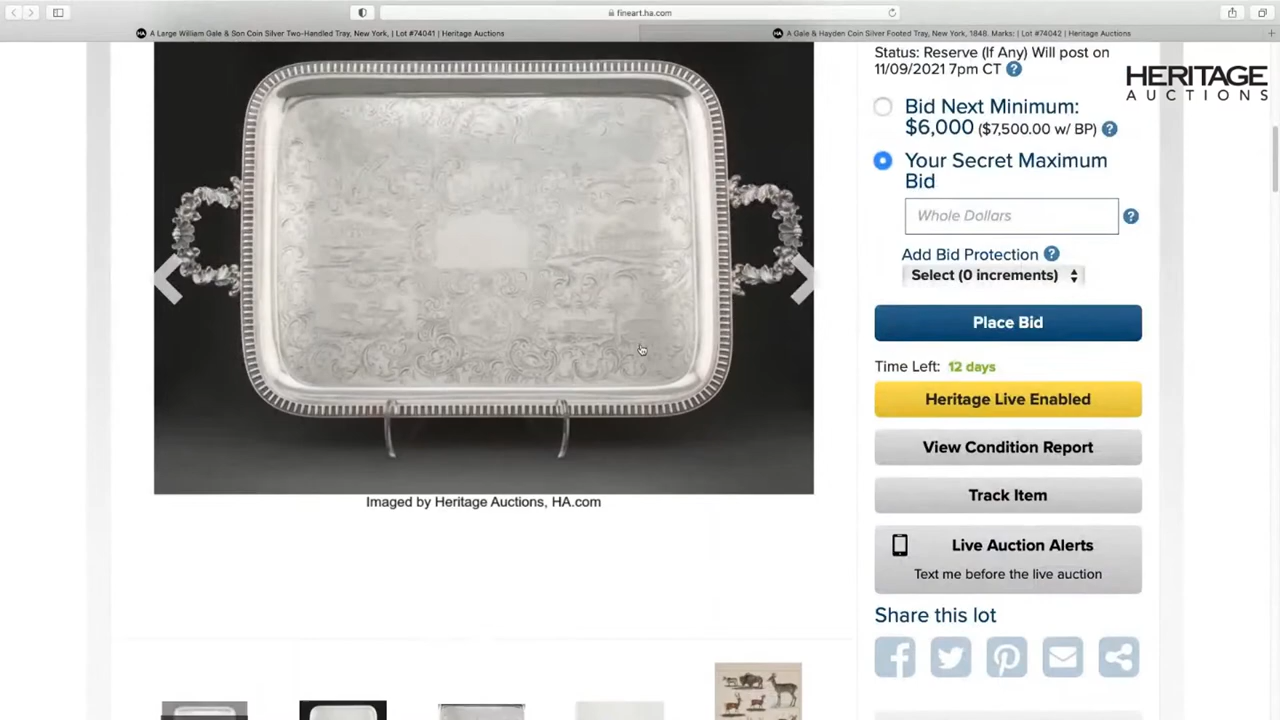 fineart.ha.com
A Large William Gale & Son Coin Silver Two-Handled Tray, New York, | Lot #74041 | Heritage Auctions
A Gale & Hayden Coin Silver Footed Tray, New York, 1848. Marks: | Lot #74042 | Heritage Auctions
HERITAGE
AUCTIONS
Status: Reserve (If Any) Will post on
11/09/2021 7pm CT ?
Bid Next Minimum:
$6,000 ($7,500.00 w/ BP) ?
Your Secret Maximum
Bid
Whole Dollars ?
Add Bid Protection ?
Select (0 increments)
Place Bid
Time Left: 12 days
Heritage Live Enabled
View Condition Report
Track Item
Live Auction Alerts
Text me before the live auction
Share this lot
Imaged by Heritage Auctions, HA.com